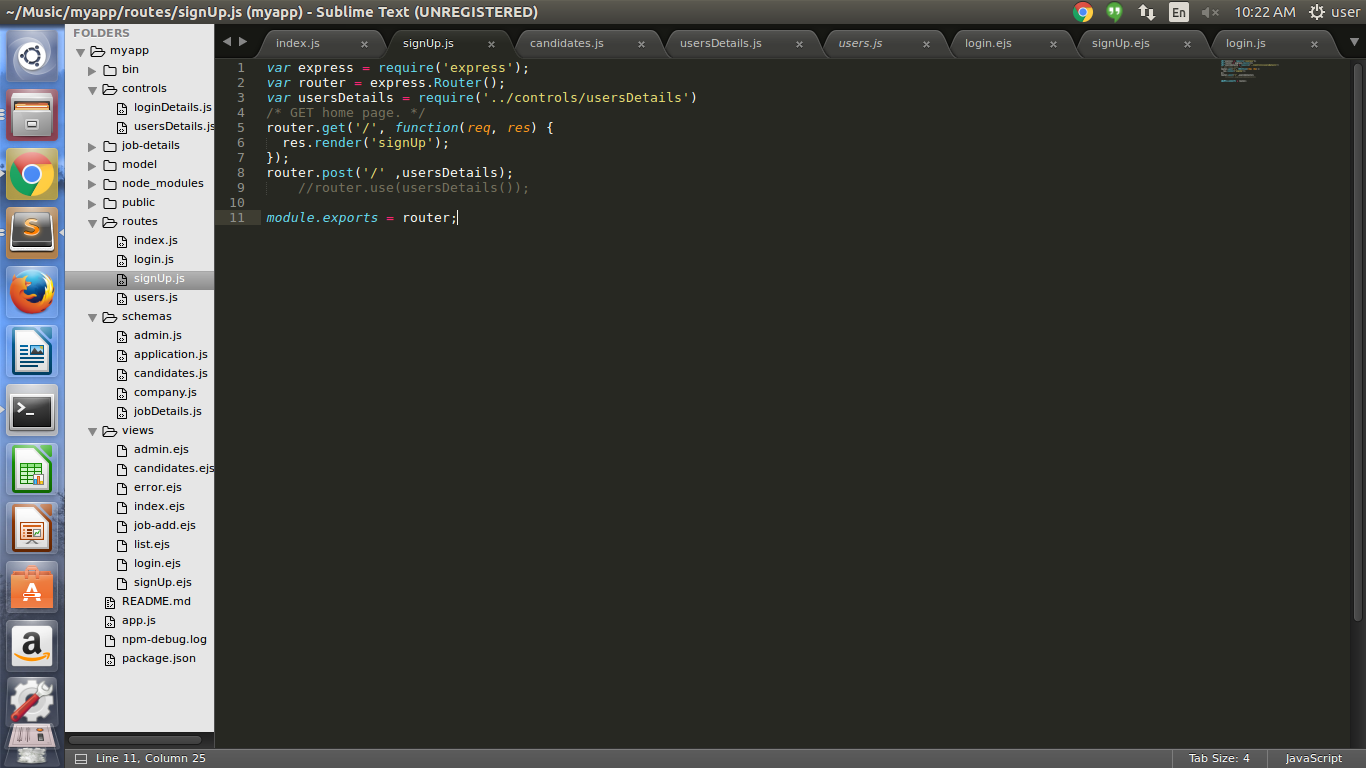 ~/Music/myapp/routes/signUp.js (myapp) - Sublime Text (UNREGISTERED)
En
10:22 AM
user
FOLDERS
myapp
bin
controls
loginDetails.js
usersDetails.js
job-details
model
node_modules
public
routes
index.js
login.js
signUp.js
users.js
schemas
admin.js
application.js
candidates.js
company.js
jobDetails.js
views
admin.ejs
candidates.ejs
error.ejs
index.ejs
job-add.ejs
list.ejs
login.ejs
signUp.ejs
README.md
app.js
npm-debug.log
package.json
index.js
signUp.js
candidates.js
usersDetails.js
users.js
login.ejs
signUp.ejs
login.js
1 var express = require('express');
2 var router = express.Router();
3 var usersDetails = require('../controls/usersDetails')
4 /* GET home page. */
5 router.get('/', function(req, res) {
6   res.render('signUp');
7 });
8 router.post('/' ,usersDetails);
9     //router.use(usersDetails());
10
11 module.exports = router;
Line 11, Column 25
Tab Size: 4
JavaScript